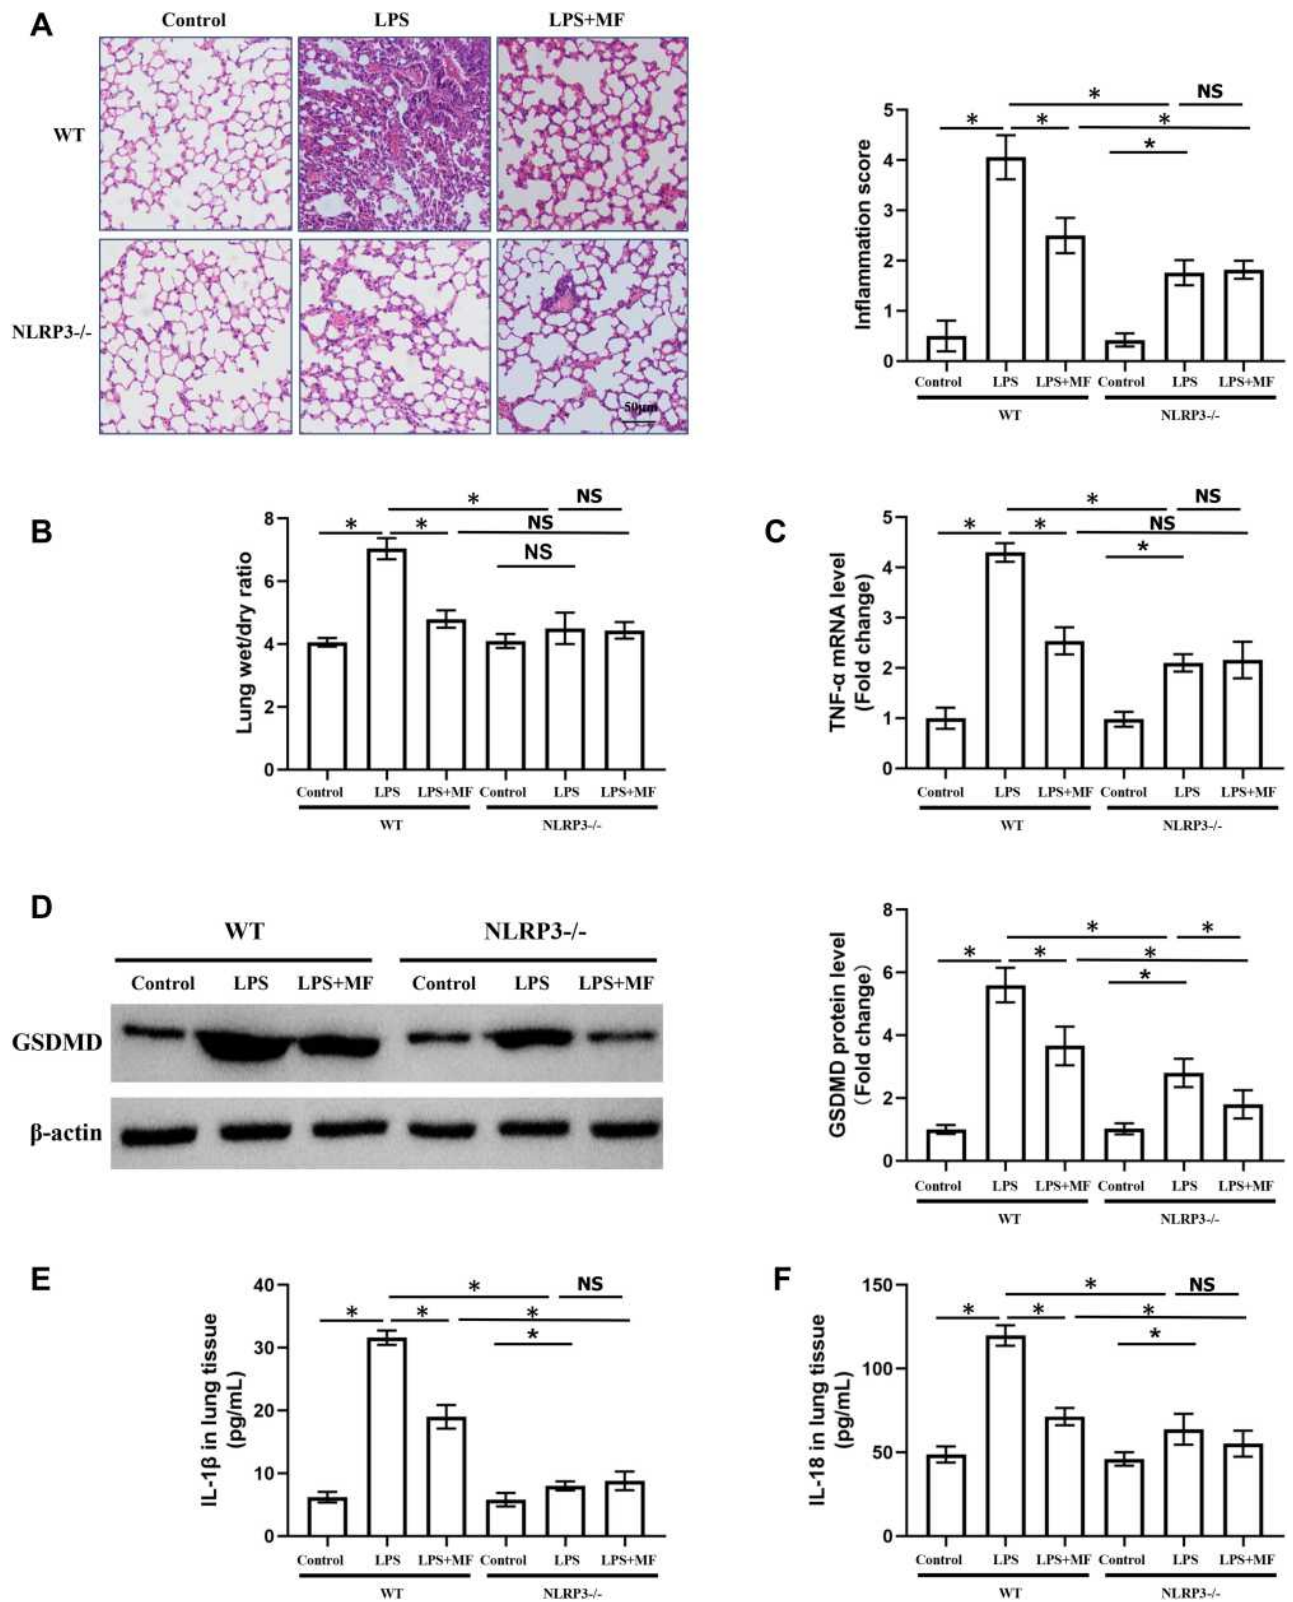 A
Control
LPS
LPS+MF
WT
NLRP3-/-
50μm
Inflammation score
5
4
3
2
1
0
*
NS
*
*
*
*
Control
LPS
LPS+MF
Control
LPS
LPS+MF
WT
NLRP3-/-
B
Lung wet/dry ratio
8
6
4
2
0
*
NS
*
*
NS
NS
Control
LPS
LPS+MF
Control
LPS
LPS+MF
WT
NLRP3-/-
C
TNF-α mRNA level
(Fold change)
5
4
3
2
1
0
*
NS
*
*
NS
*
Control
LPS
LPS+MF
Control
LPS
LPS+MF
WT
NLRP3-/-
D
WT
NLRP3-/-
Control
LPS
LPS+MF
Control
LPS
LPS+MF
GSDMD
β-actin
GSDMD protein level
(Fold change)
8
6
4
2
0
*
*
*
*
*
*
Control
LPS
LPS+MF
Control
LPS
LPS+MF
WT
NLRP3-/-
E
IL-1β in lung tissue
(pg/mL)
40
30
20
10
0
*
NS
*
*
*
*
Control
LPS
LPS+MF
Control
LPS
LPS+MF
WT
NLRP3-/-
F
IL-18 in lung tissue
(pg/mL)
150
100
50
0
*
NS
*
*
*
*
Control
LPS
LPS+MF
Control
LPS
LPS+MF
WT
NLRP3-/-